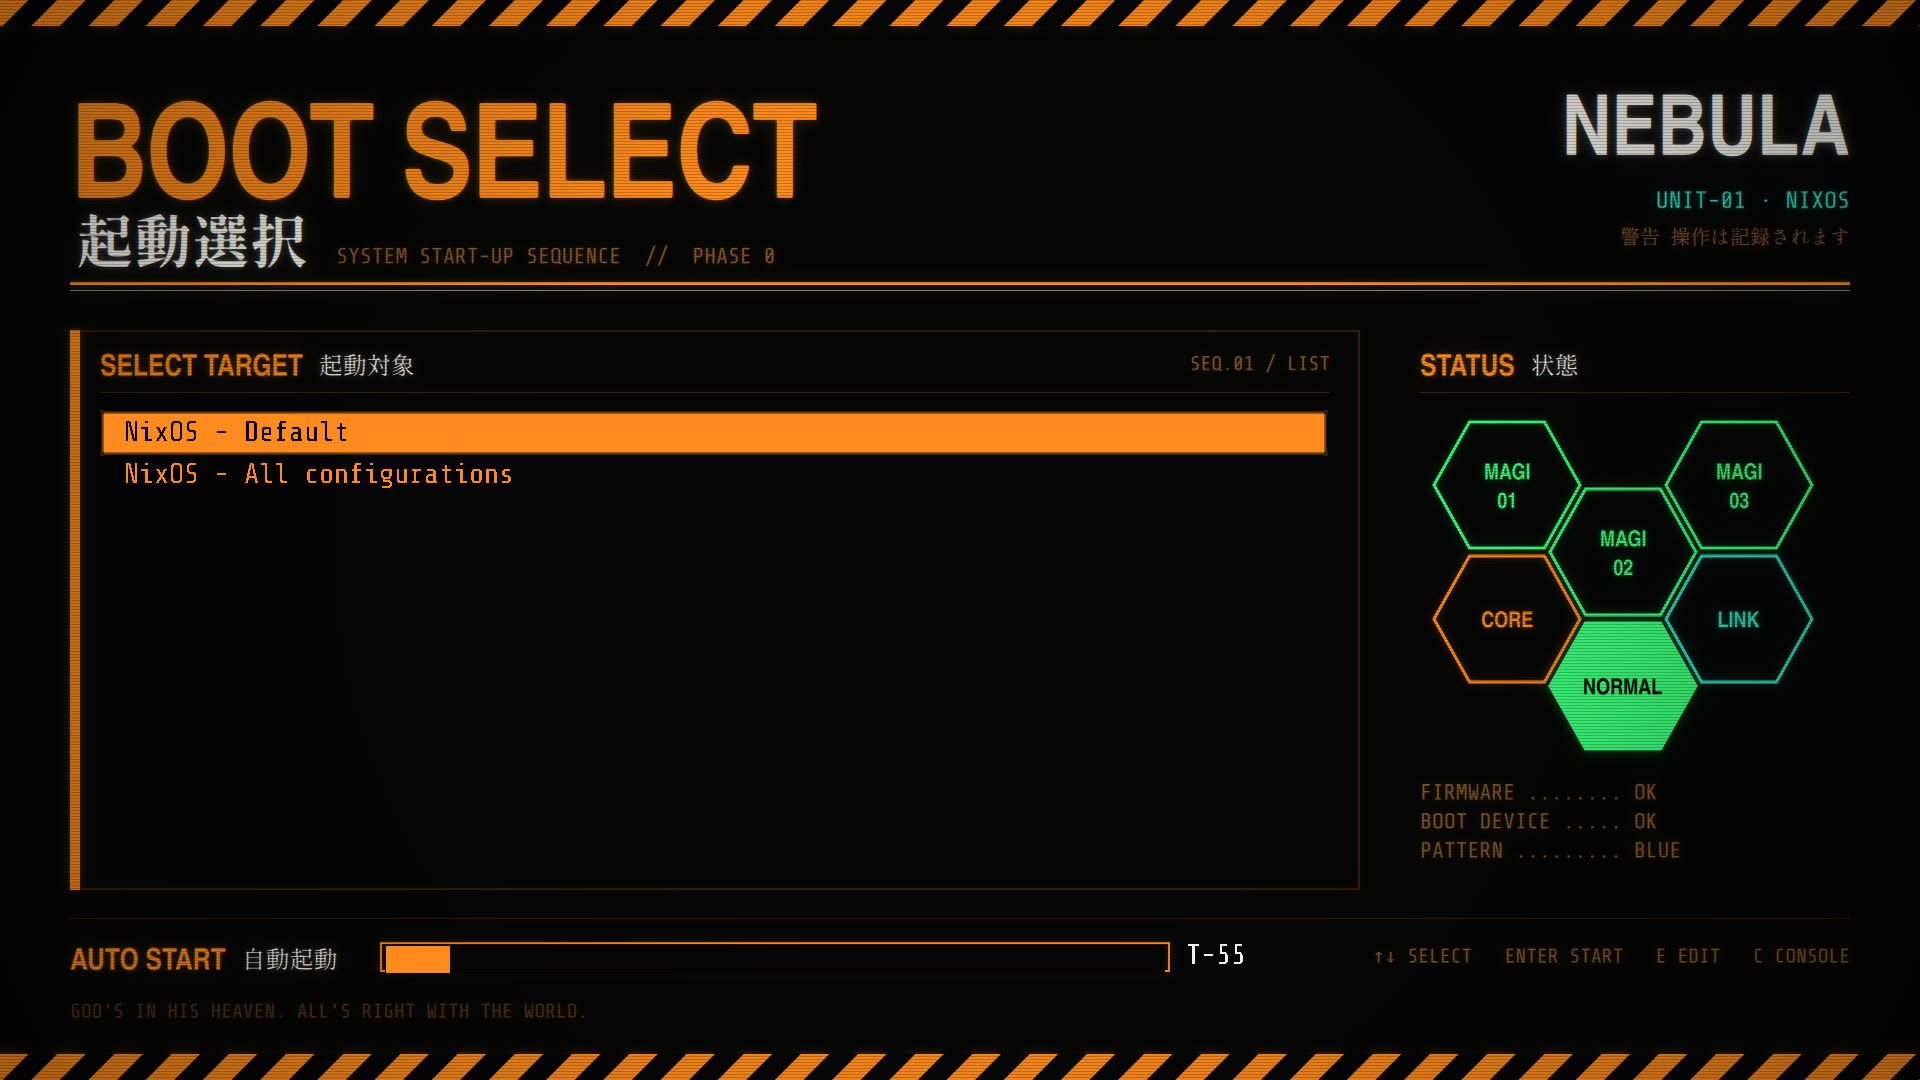 BOOT SELECT
起動選択 SYSTEM START-UP SEQUENCE // PHASE 0
NEBULA
UNIT-01 · NIXOS
警告 操作は記録されます
SELECT TARGET 起動対象 SEQ.01 / LIST
NixOS - Default
NixOS - All configurations
STATUS 状態
MAGI
01
MAGI
03
MAGI
02
CORE
LINK
NORMAL
FIRMWARE ........ OK
BOOT DEVICE ..... OK
PATTERN ......... BLUE
AUTO START 自動起動 T-55 ↑↓ SELECT ENTER START E EDIT C CONSOLE
GOD'S IN HIS HEAVEN. ALL'S RIGHT WITH THE WORLD.